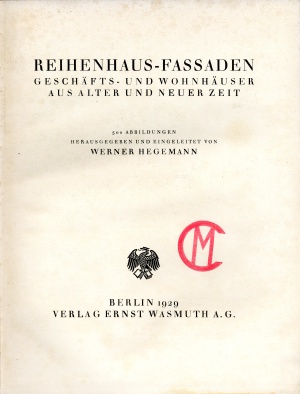 REIHENHAUS-FASSADEN
GESCHÄFTS- UND WOHNHÄUSER
AUS ALTER UND NEUER ZEIT
500 ABBILDUNGEN
HERAUSGEGEBEN UND EINGELEITET VON
WERNER HEGEMANN
CM
BERLIN 1929
VERLAG ERNST WASMUTH A.G.